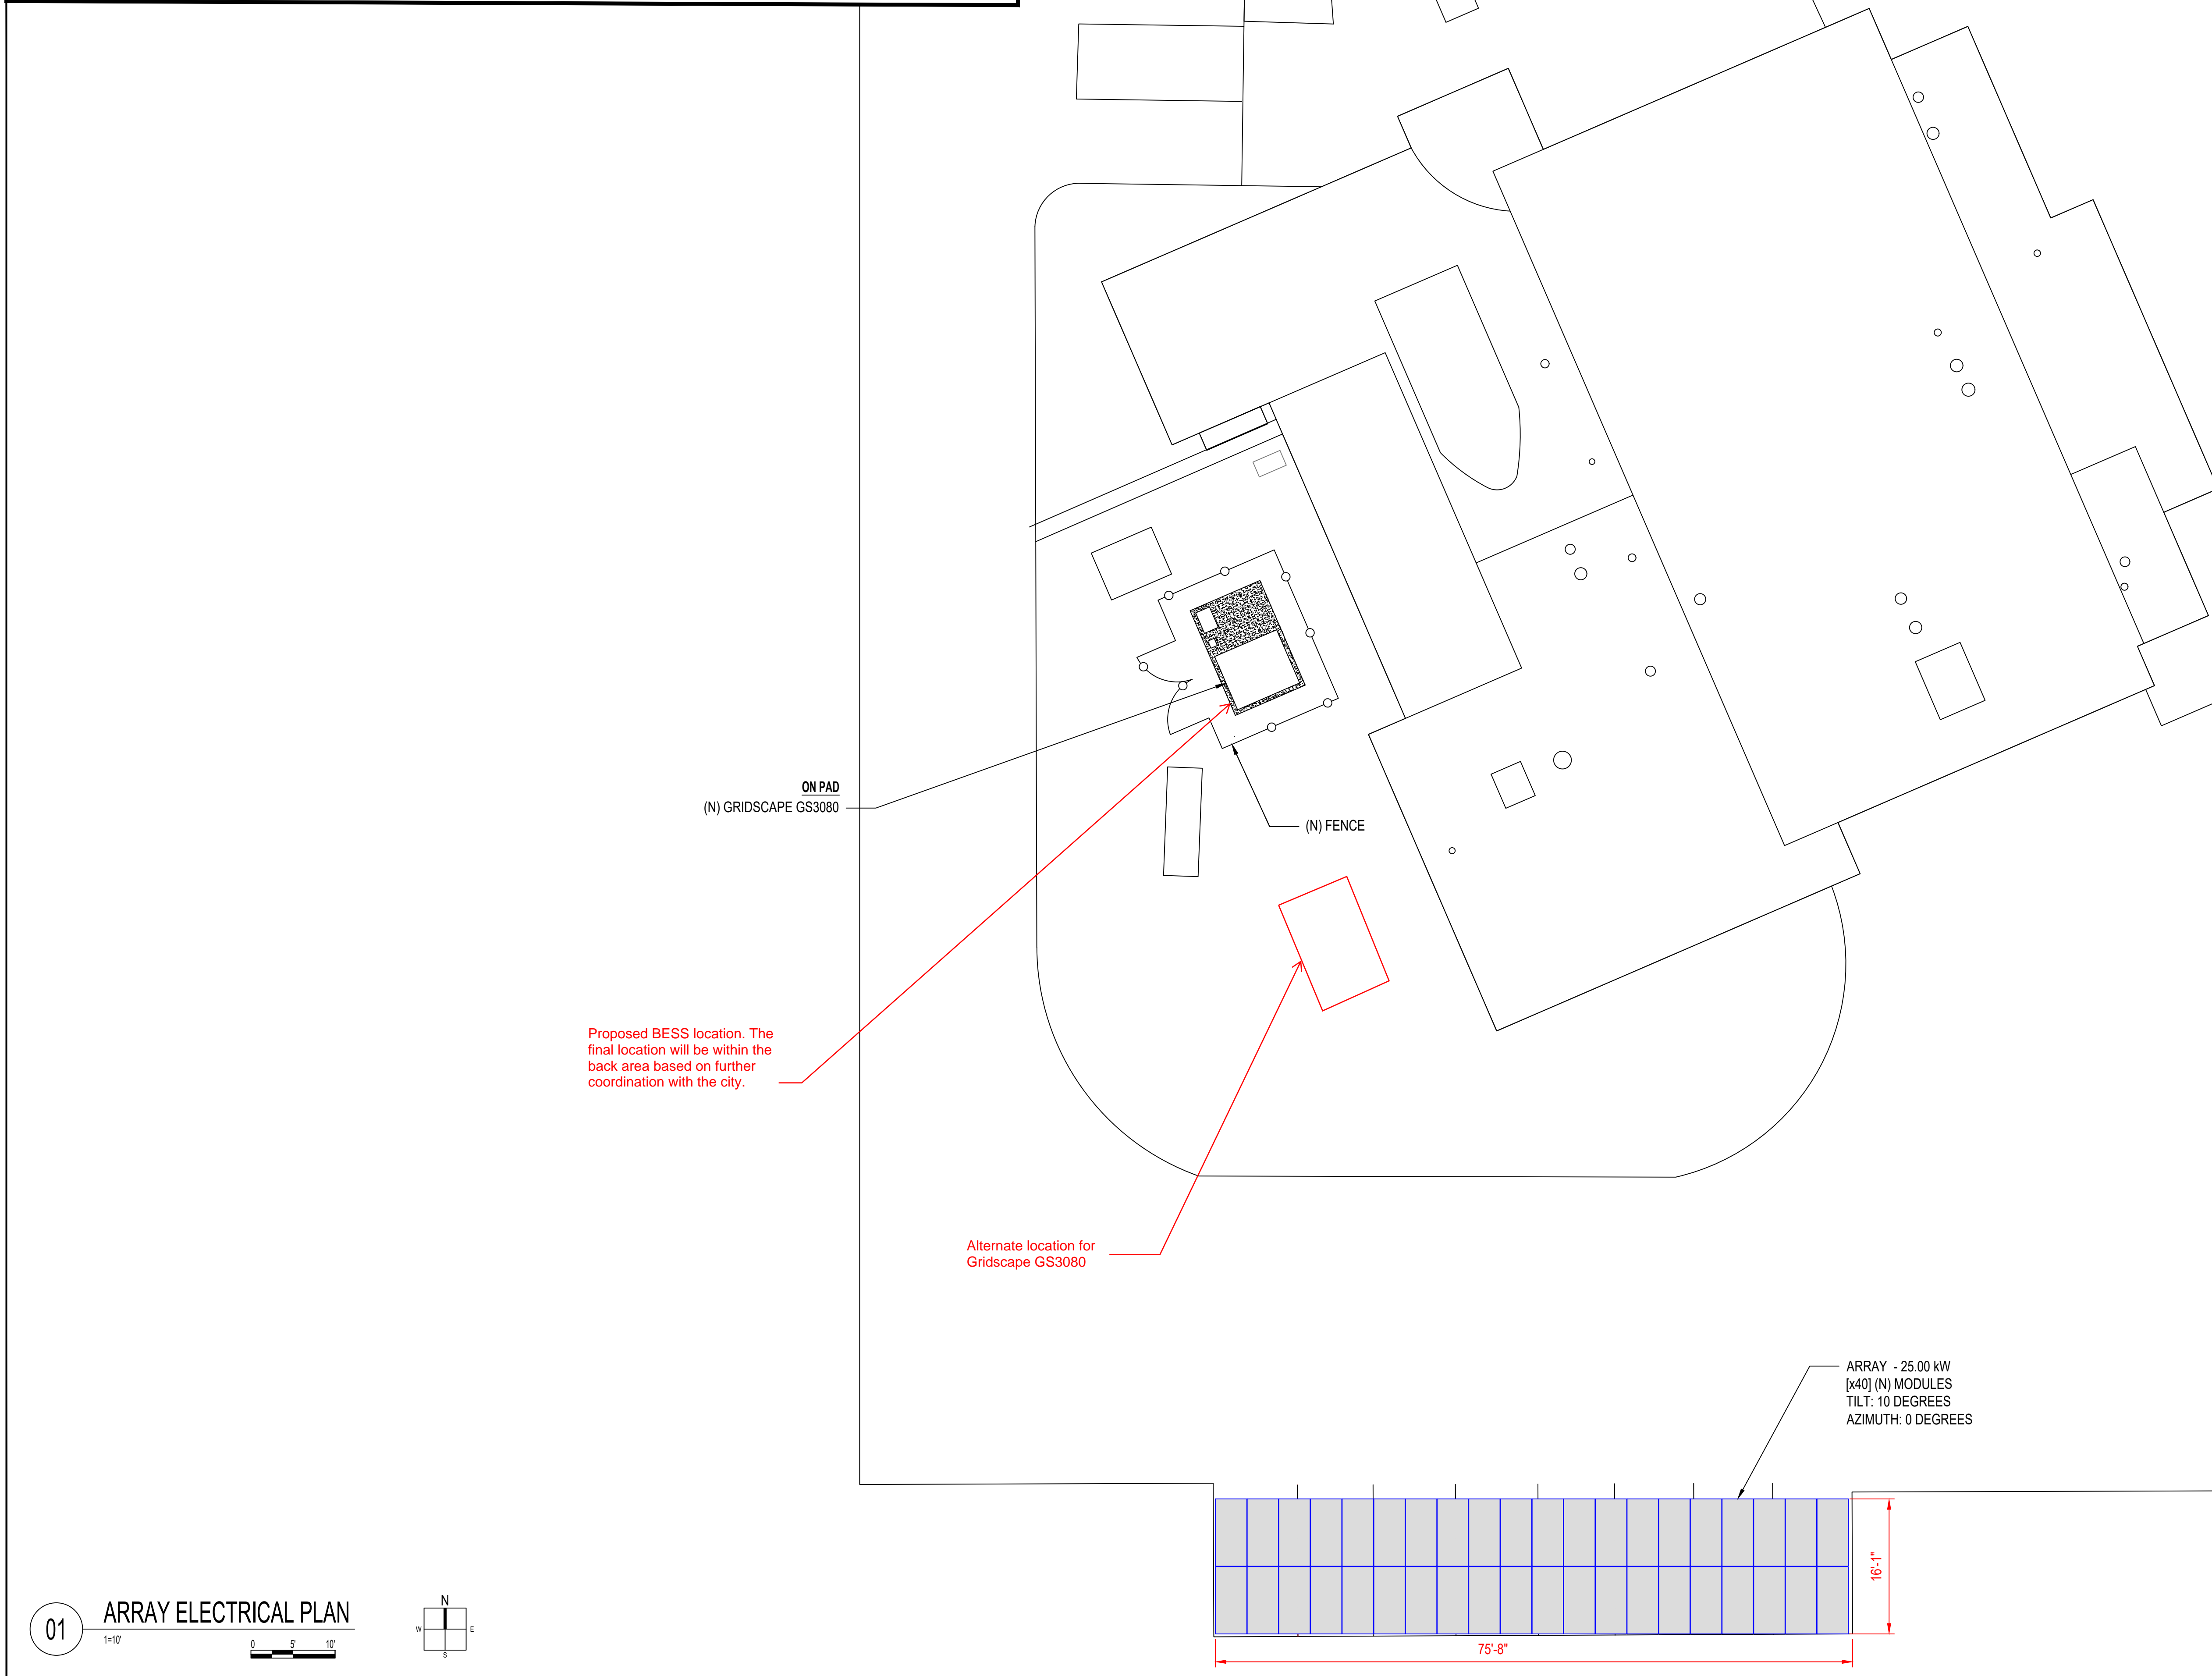 ON PAD
(N) GRIDSCAPE GS3080
(N) FENCE
Proposed BESS location. The
final location will be within the
back area based on further
coordination with the city.
Alternate location for
Gridscape GS3080
ARRAY - 25.00 kW
[x40] (N) MODULES
TILT: 10 DEGREES
AZIMUTH: 0 DEGREES
16'-1"
75'-8"
01
ARRAY ELECTRICAL PLAN
1=10'
0 5' 10'
N
W E
S